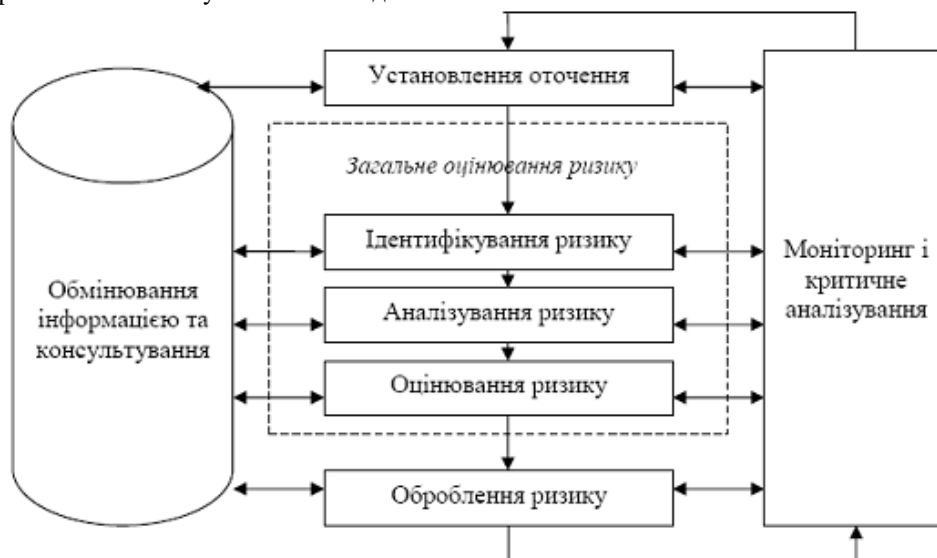 Установлення оточення
Загальне оцінювання ризику
Ідентифікування ризику
Аналізування ризику
Оцінювання ризику
Оброблення ризику
Обмінювання
інформацією та
консультування
Моніторинг і
критичне
аналізування